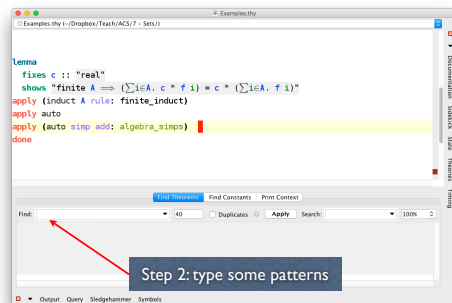 Examples.thy
Examples.thy (~/Dropbox/Teach/ACS/7 - Sets/)
lemma
fixes c :: "real"
shows "finite A ⟹ (∑i∈A. c * f i) = c * (∑i∈A. f i)"
apply (induct A rule: finite_induct)
apply auto
apply (auto simp add: algebra_simps)
done
Documentation
Sidekick
State
Theories
Timing
Find Theorems Find Constants Print Context
Find: 40 Duplicates Apply Search: 100%
Step 2: type some patterns
Output Query Sledgehammer Symbols